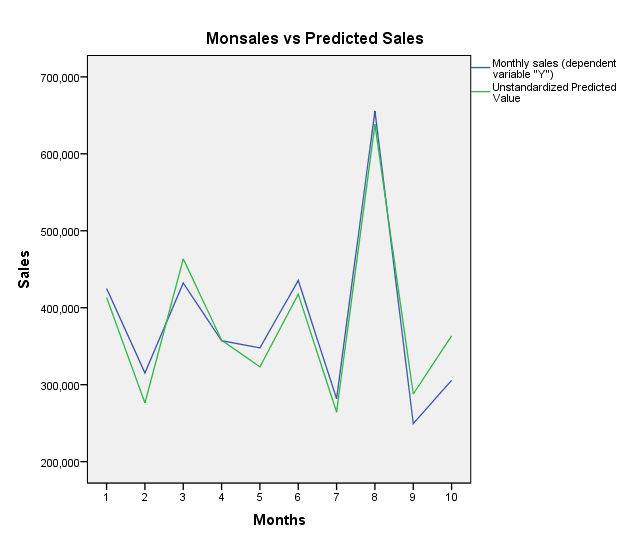 Monsales vs Predicted Sales
Monthly sales (dependent
variable "Y")
Unstandardized Predicted
Value
700,000
600,000
500,000
400,000
300,000
200,000
Sales
1 2 3 4 5 6 7 8 9 10
Months